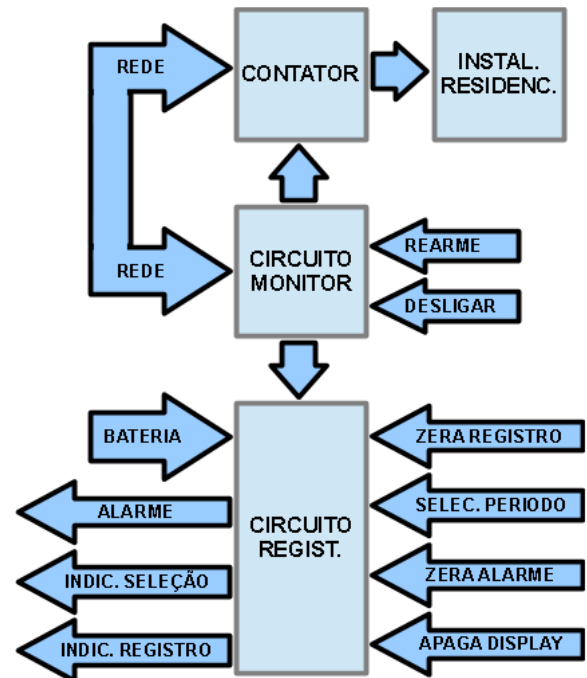 REDE
CONTATOR
INSTAL.
RESIDENC.
REDE
CIRCUITO
MONITOR
REARME
DESLIGAR
BATERIA
ALARME
INDIC. SELEÇÃO
INDIC. REGISTRO
CIRCUITO
REGIST.
ZERA REGISTRO
SELEC. PERIODO
ZERA ALARME
APAGA DISPLAY